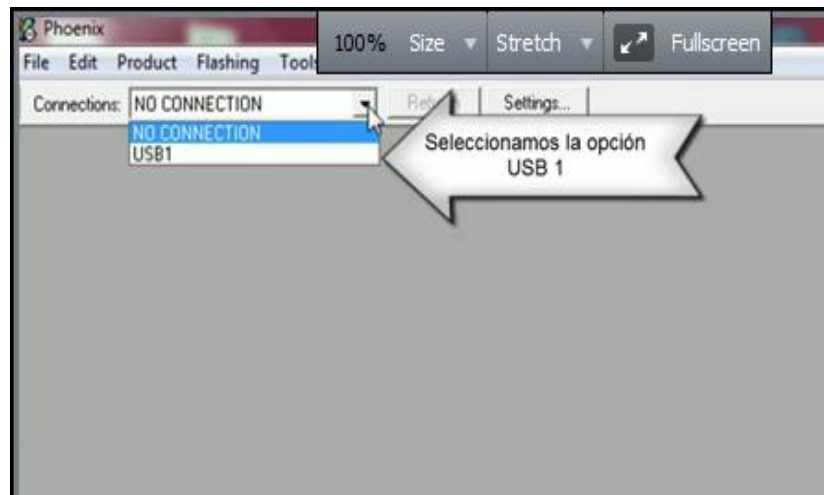 Phoenix
100% Size Stretch Fullscreen
File Edit Product Flashing Tools
Connections: NO CONNECTION Settings...
NO CONNECTION
USB1
Seleccionamos la opción
USB 1